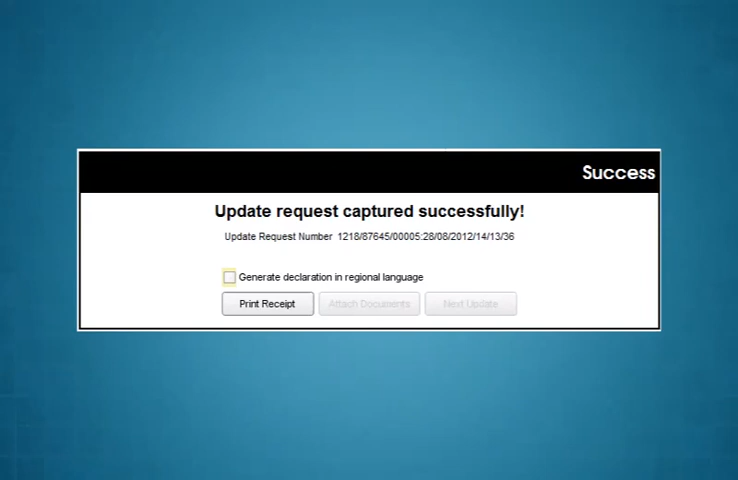 Success
Update request captured successfully!
Update Request Number 1218/87645/00005:28/08/2012/14/13/36
Generate declaration in regional language
Print Receipt Attach Documents Next Update